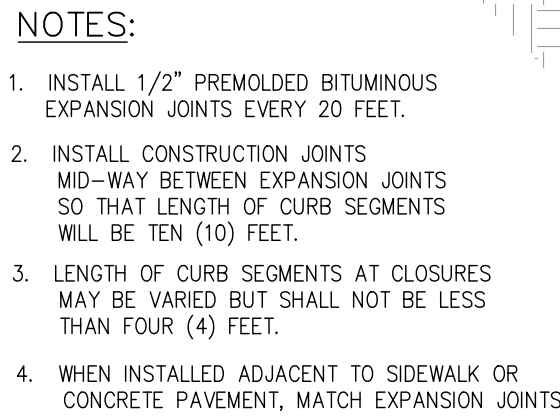 NOTES:
1. INSTALL 1/2" PREMOLDED BITUMINOUS
EXPANSION JOINTS EVERY 20 FEET.
2. INSTALL CONSTRUCTION JOINTS
MID-WAY BETWEEN EXPANSION JOINTS
SO THAT LENGTH OF CURB SEGMENTS
WILL BE TEN (10) FEET.
3. LENGTH OF CURB SEGMENTS AT CLOSURES
MAY BE VARIED BUT SHALL NOT BE LESS
THAN FOUR (4) FEET.
4. WHEN INSTALLED ADJACENT TO SIDEWALK OR
CONCRETE PAVEMENT, MATCH EXPANSION JOINTS